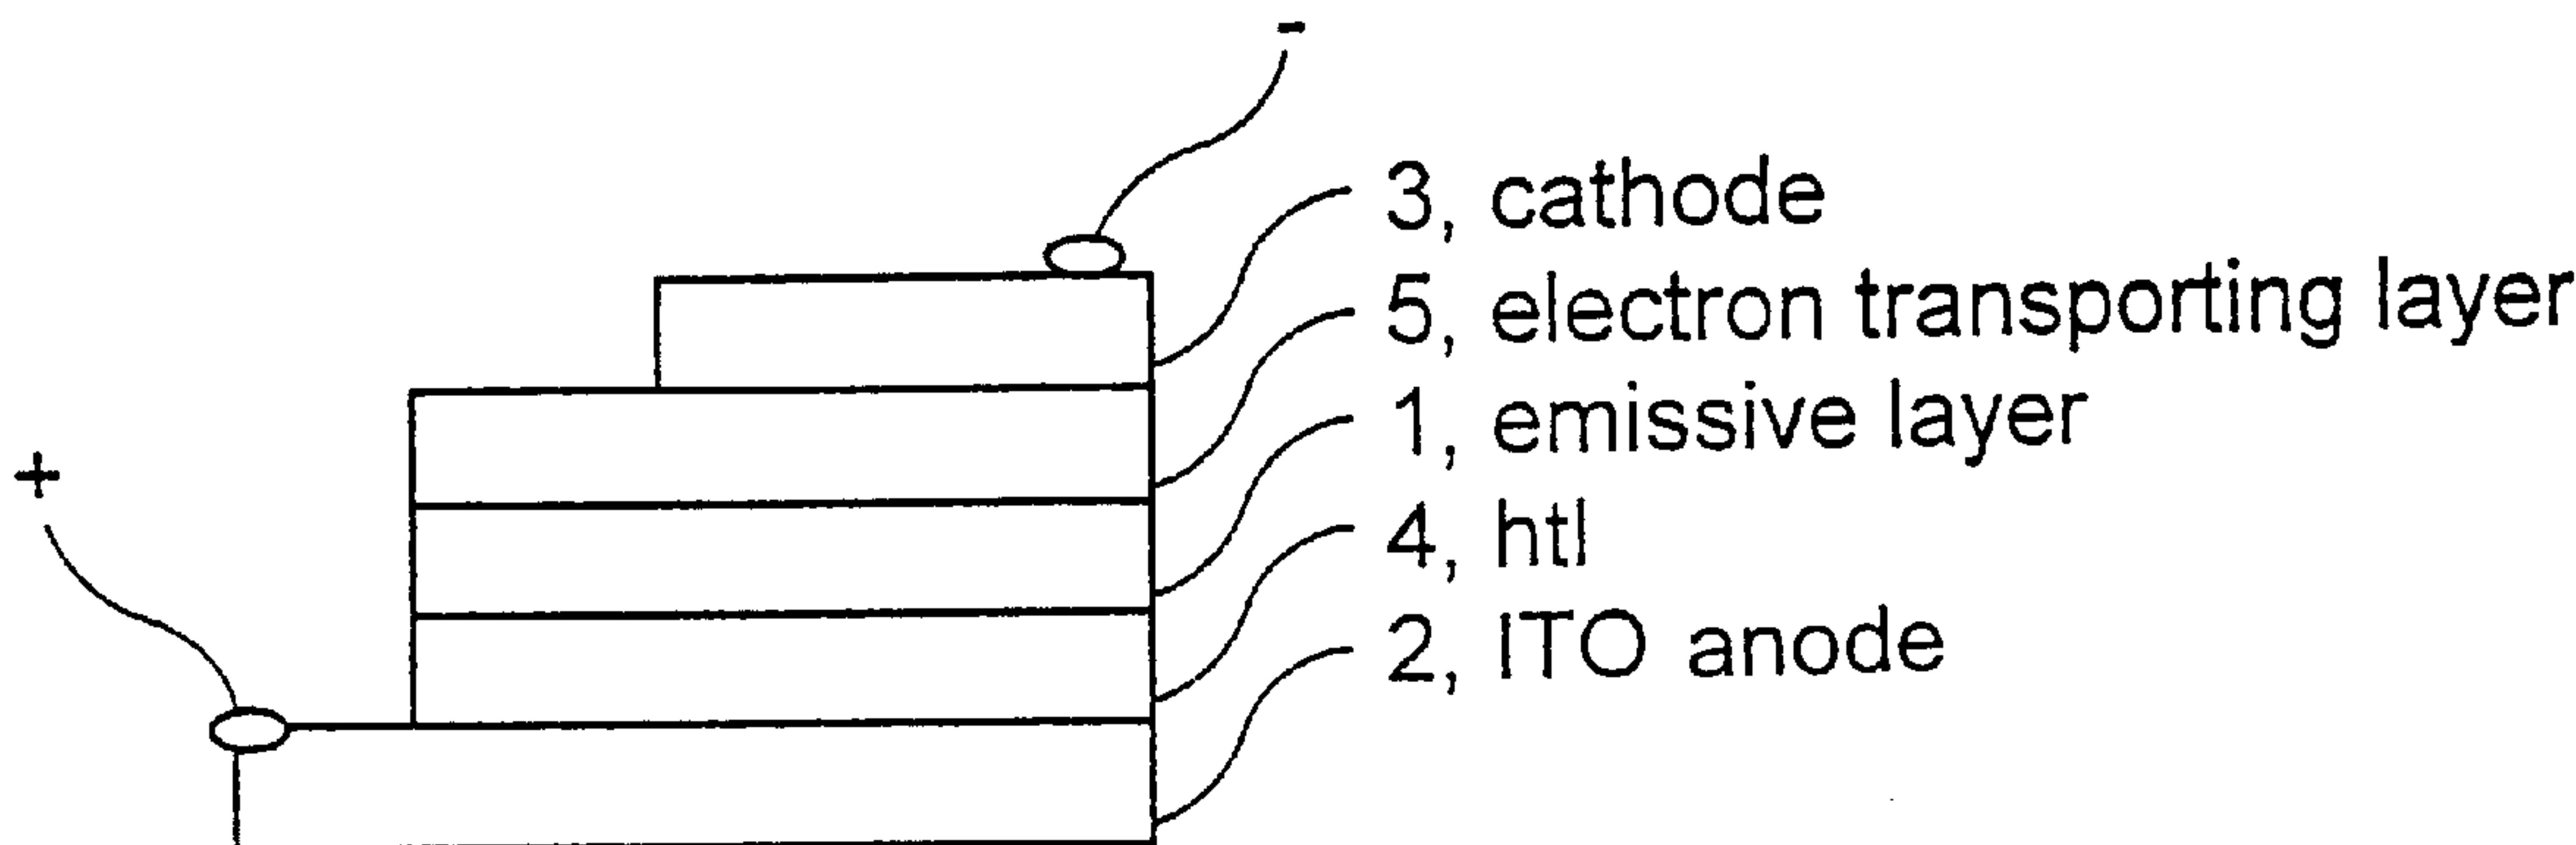 -
3, cathode
5, electron transporting layer
1, emissive layer
+
4, htl
2, ITO anode